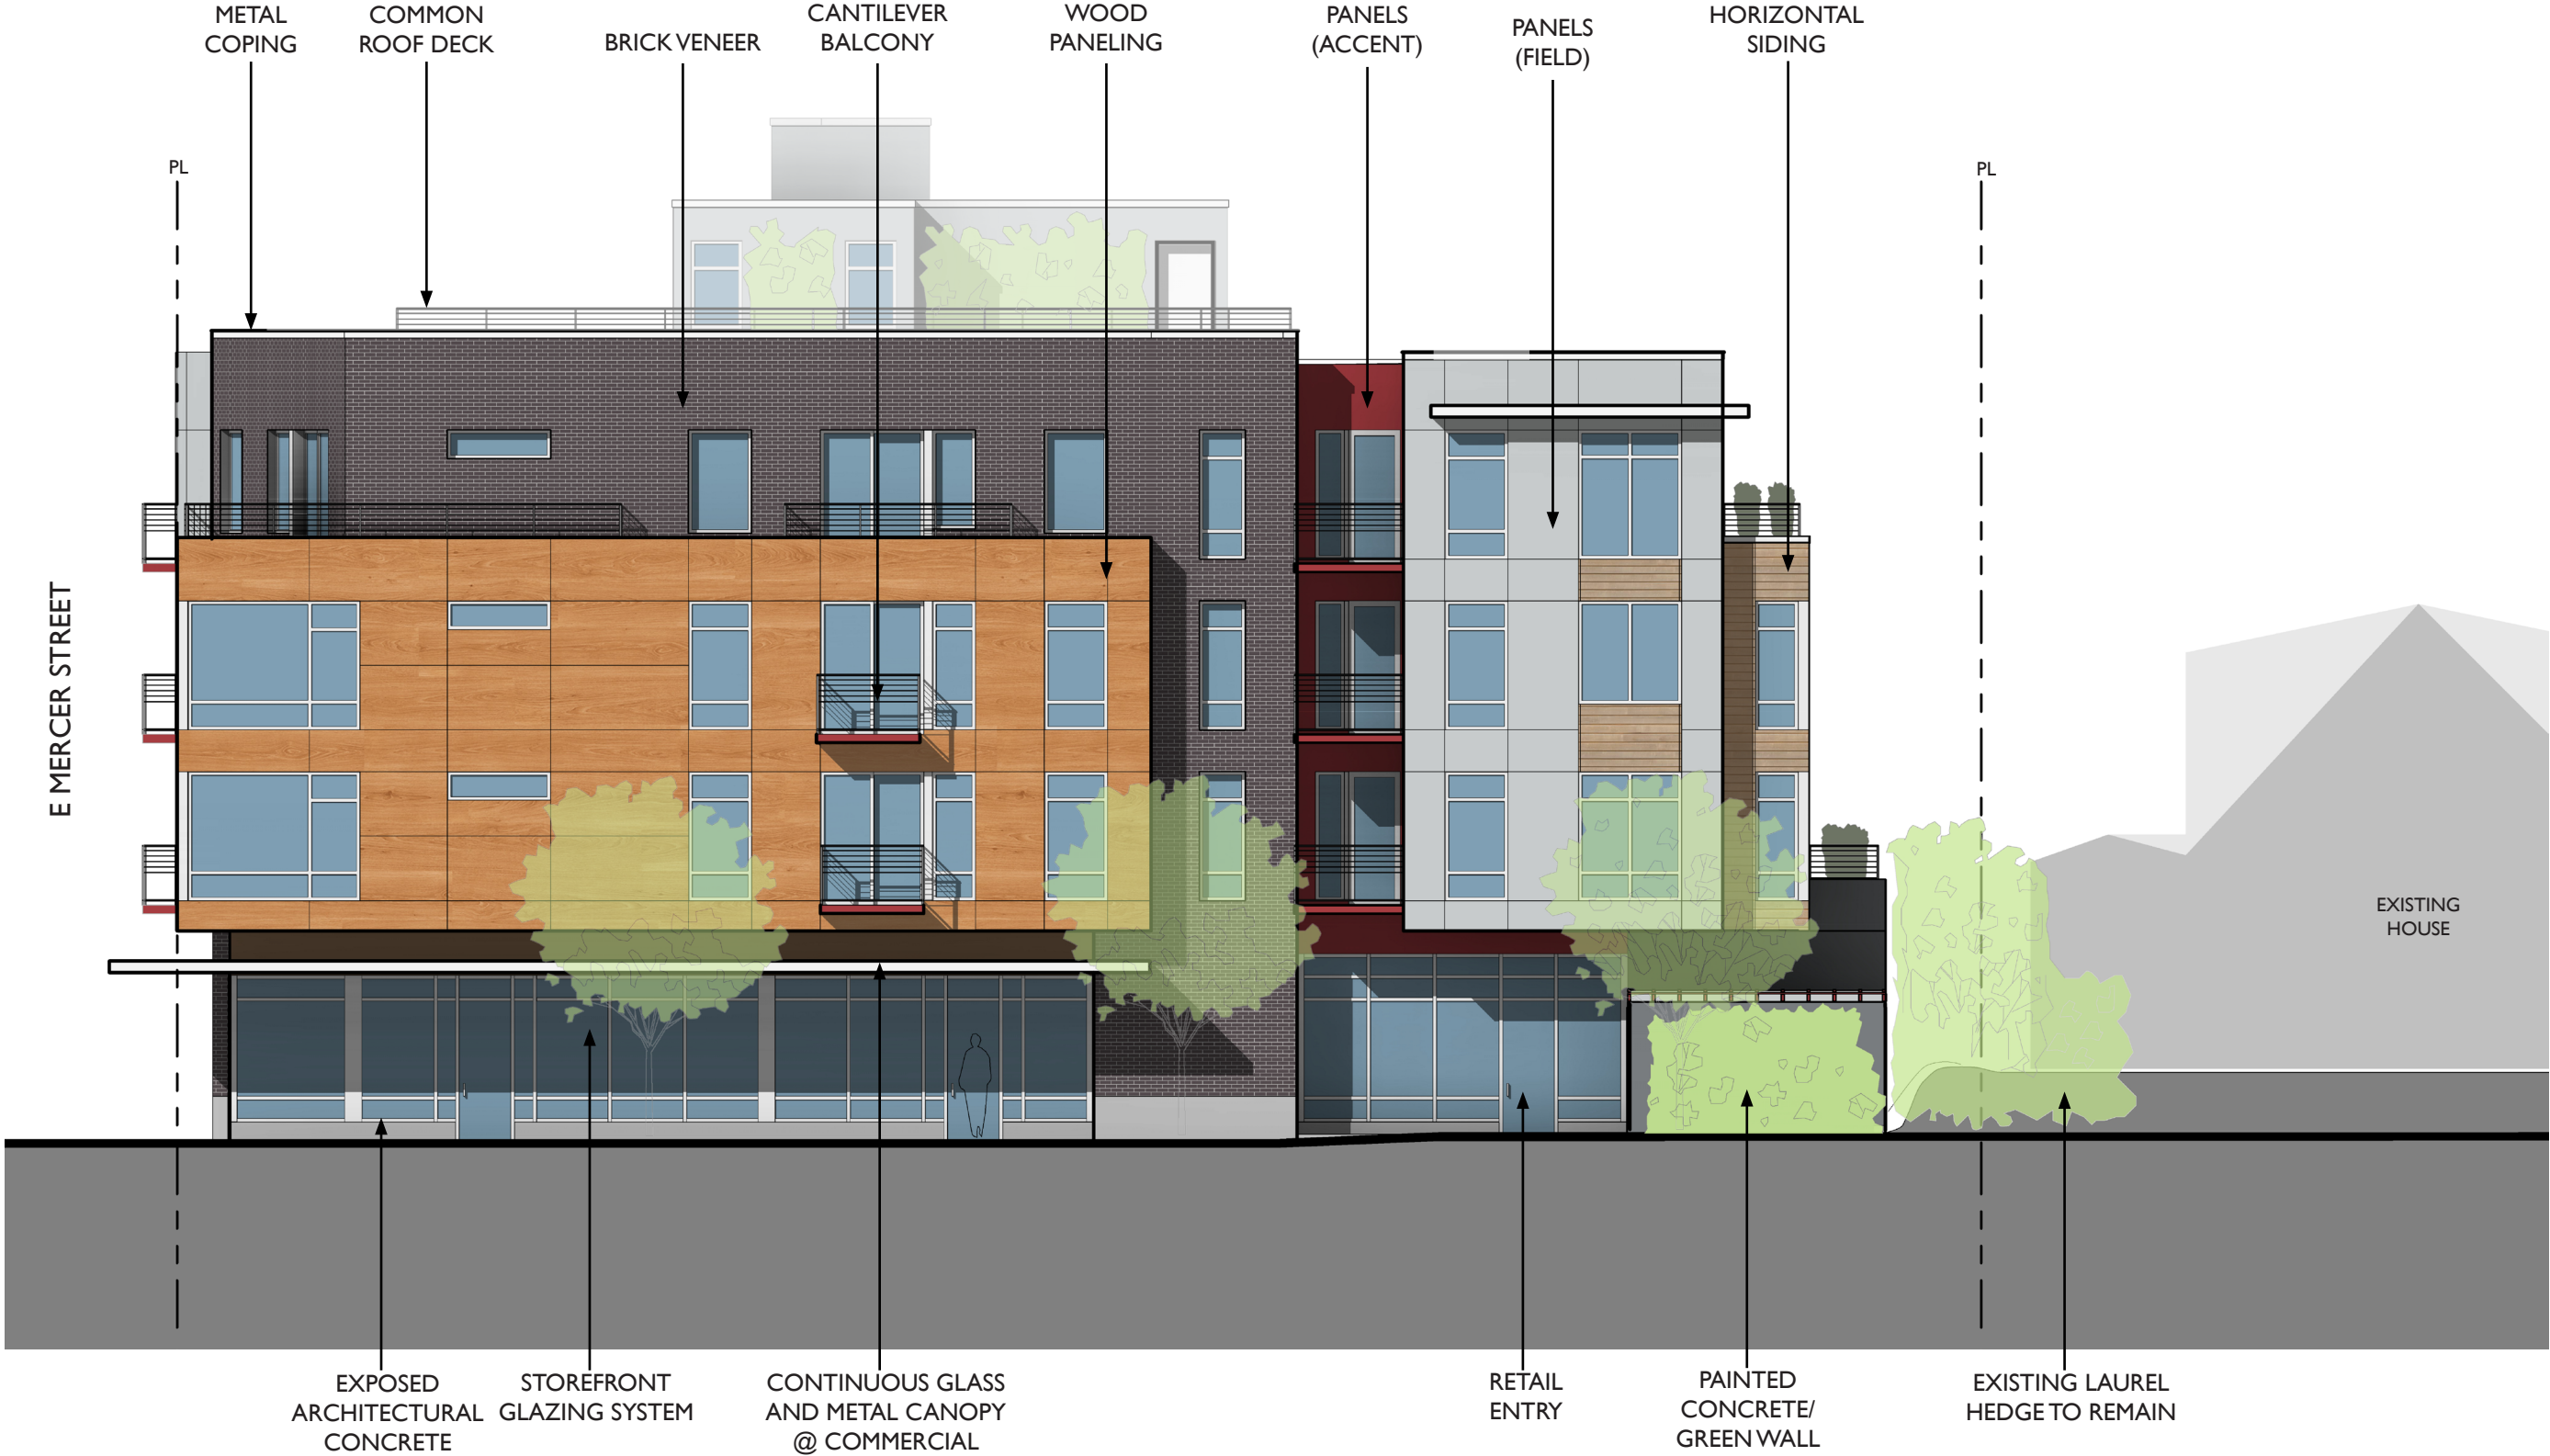 METAL
COPING
COMMON
ROOF DECK
BRICK VENEER
CANTILEVER
BALCONY
WOOD
PANELING
PANELS
(ACCENT)
PANELS
(FIELD)
HORIZONTAL
SIDING
PL
PL
E MERCER STREET
EXISTING
HOUSE
EXPOSED
ARCHITECTURAL
CONCRETE
STOREFRONT
GLAZING SYSTEM
CONTINUOUS GLASS
AND METAL CANOPY
@ COMMERCIAL
RETAIL
ENTRY
PAINTED
CONCRETE/
GREEN WALL
EXISTING LAUREL
HEDGE TO REMAIN